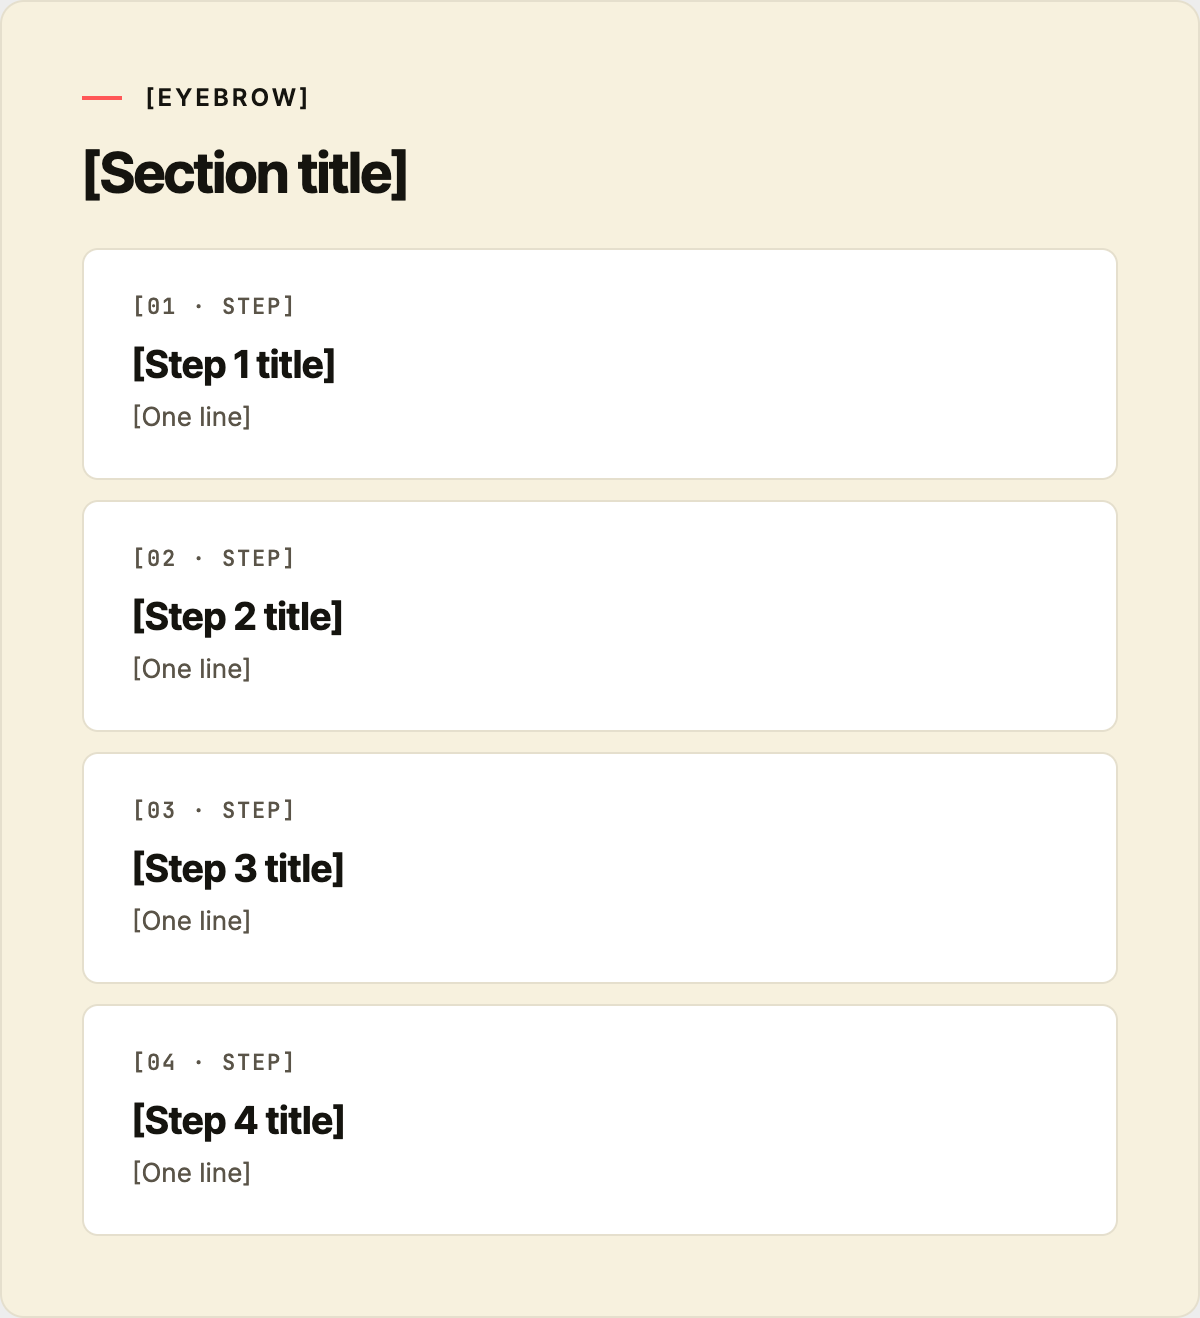 [EYEBROW]
[Section title]
[01 · STEP]
[Step 1 title]
[One line]
[02 · STEP]
[Step 2 title]
[One line]
[03 · STEP]
[Step 3 title]
[One line]
[04 · STEP]
[Step 4 title]
[One line]